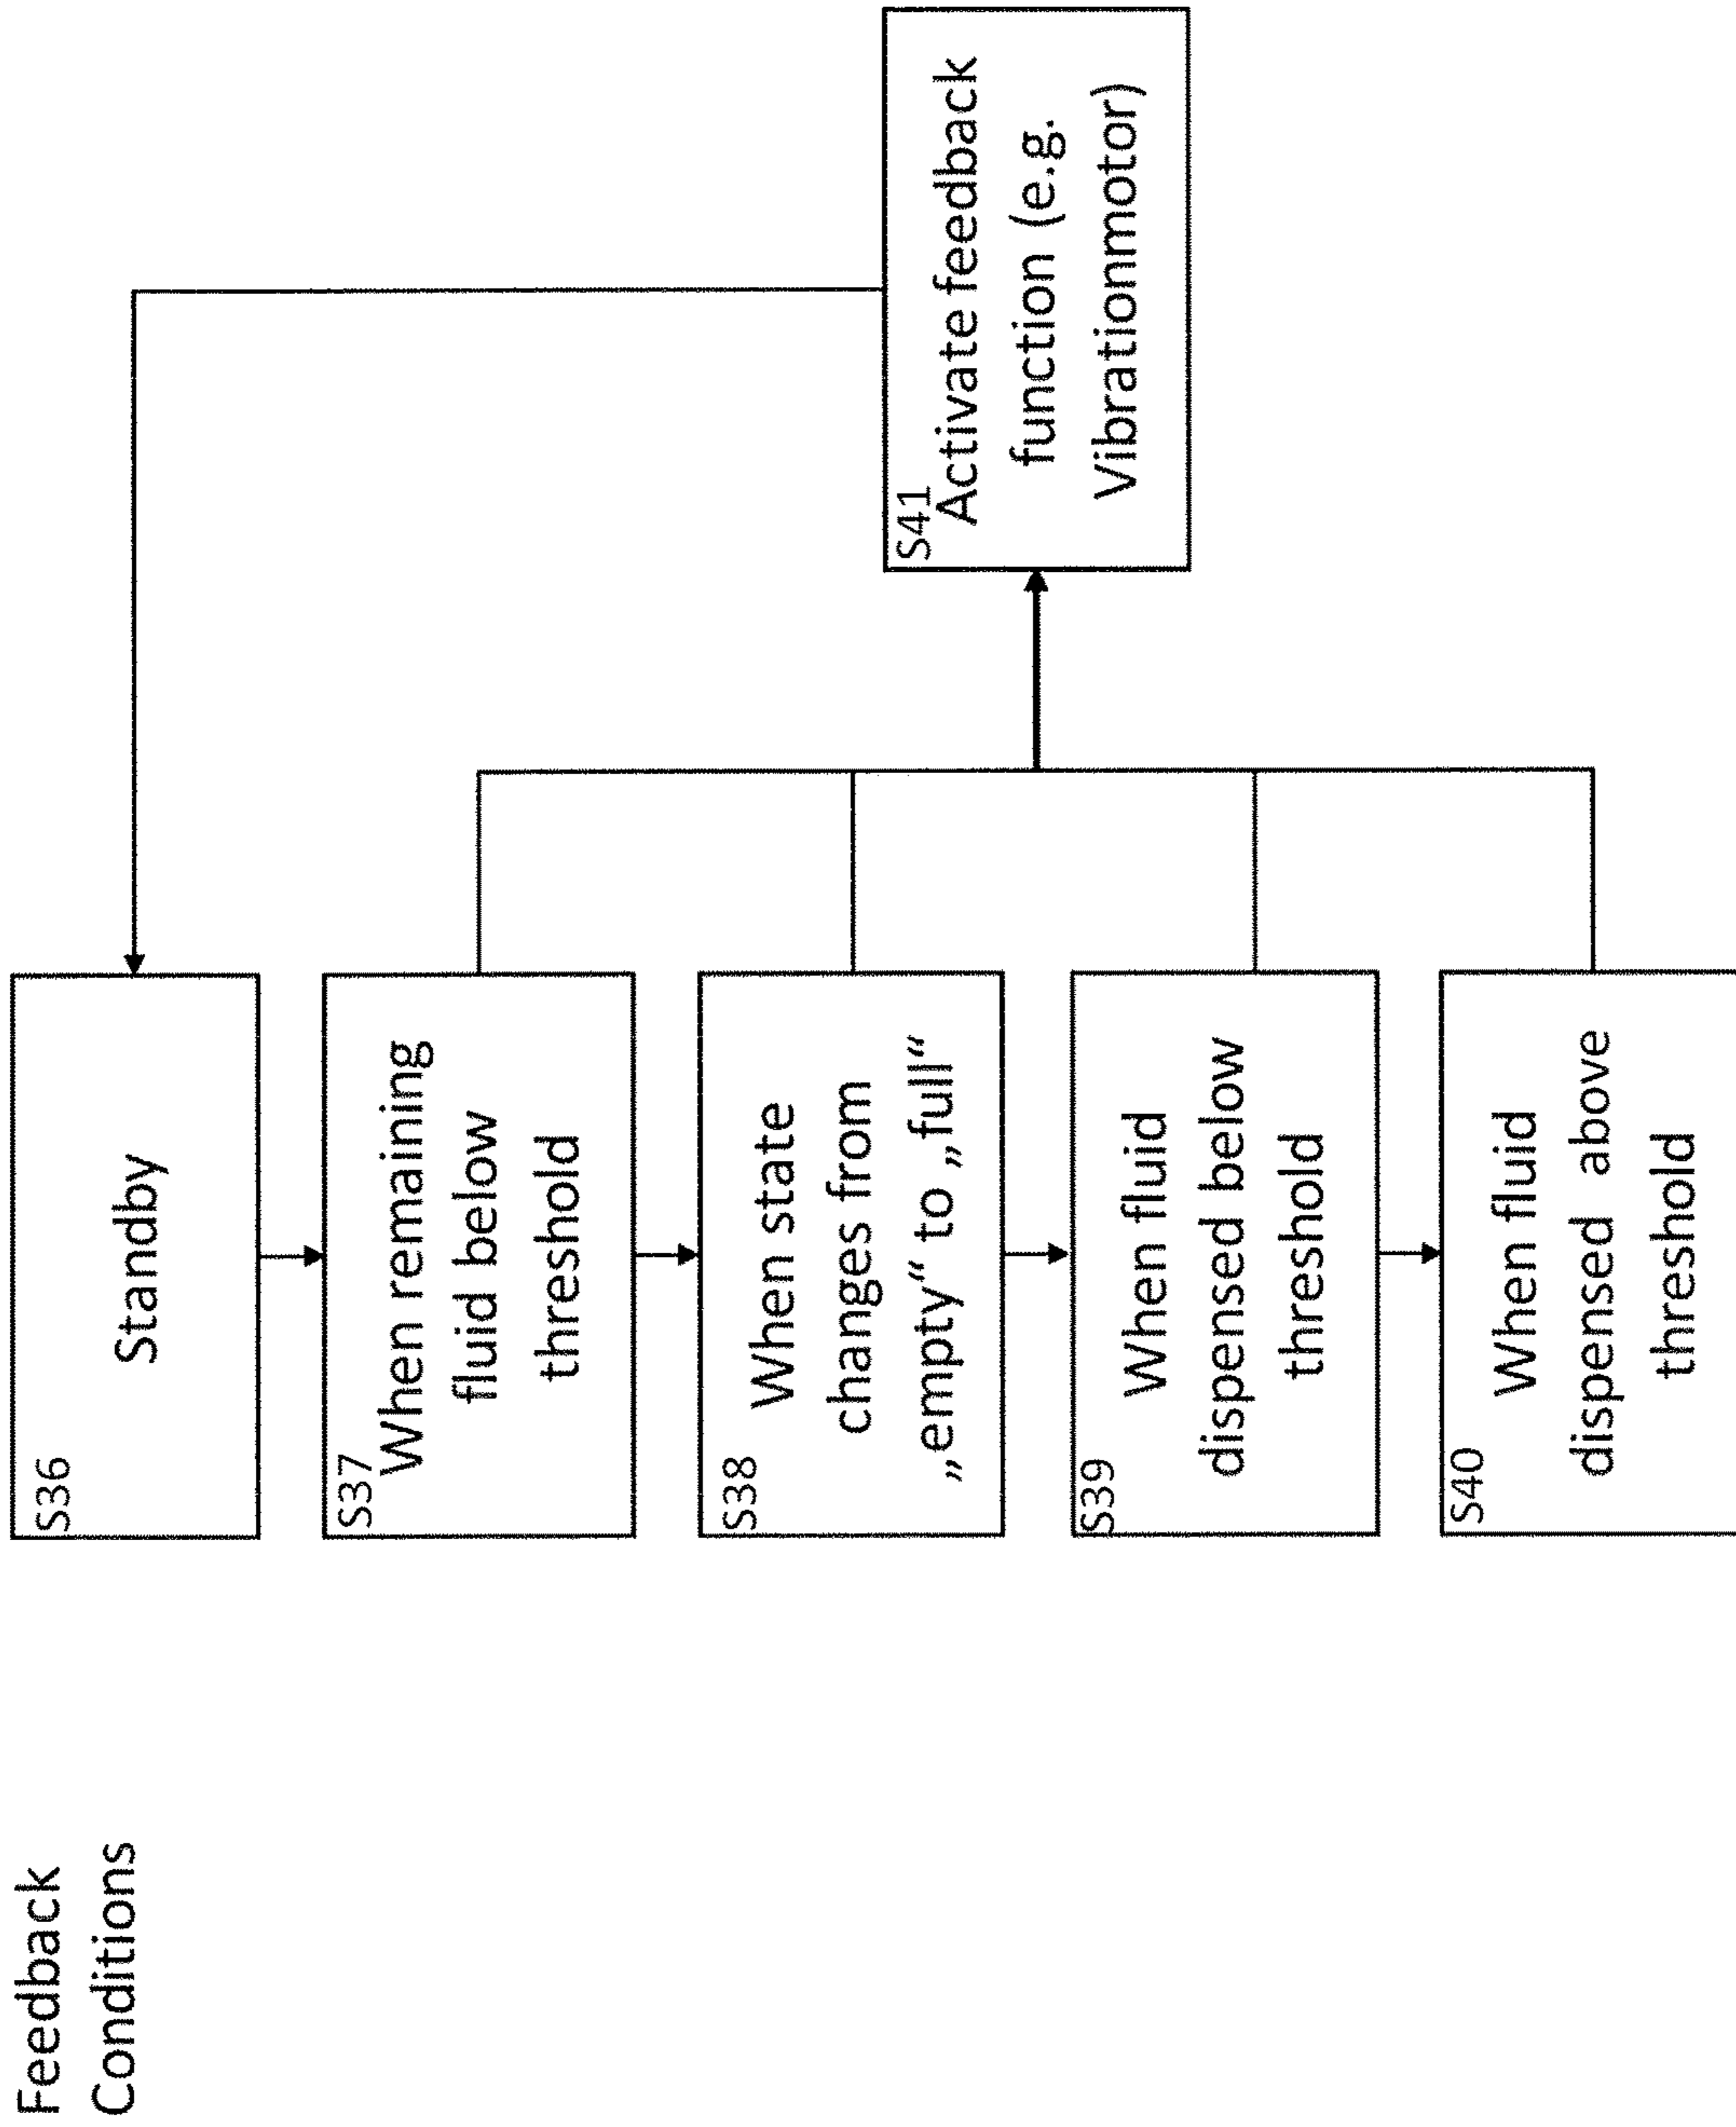 Feedback
Conditions
S36
Standby
S37
When remaining
fluid below
threshold
S38
When state
changes from
„empty“ to „full“
S39
When fluid
dispensed below
threshold
S40
When fluid
dispensed above
threshold
S41
Activate feedback
function (e.g.
Vibrationmotor)